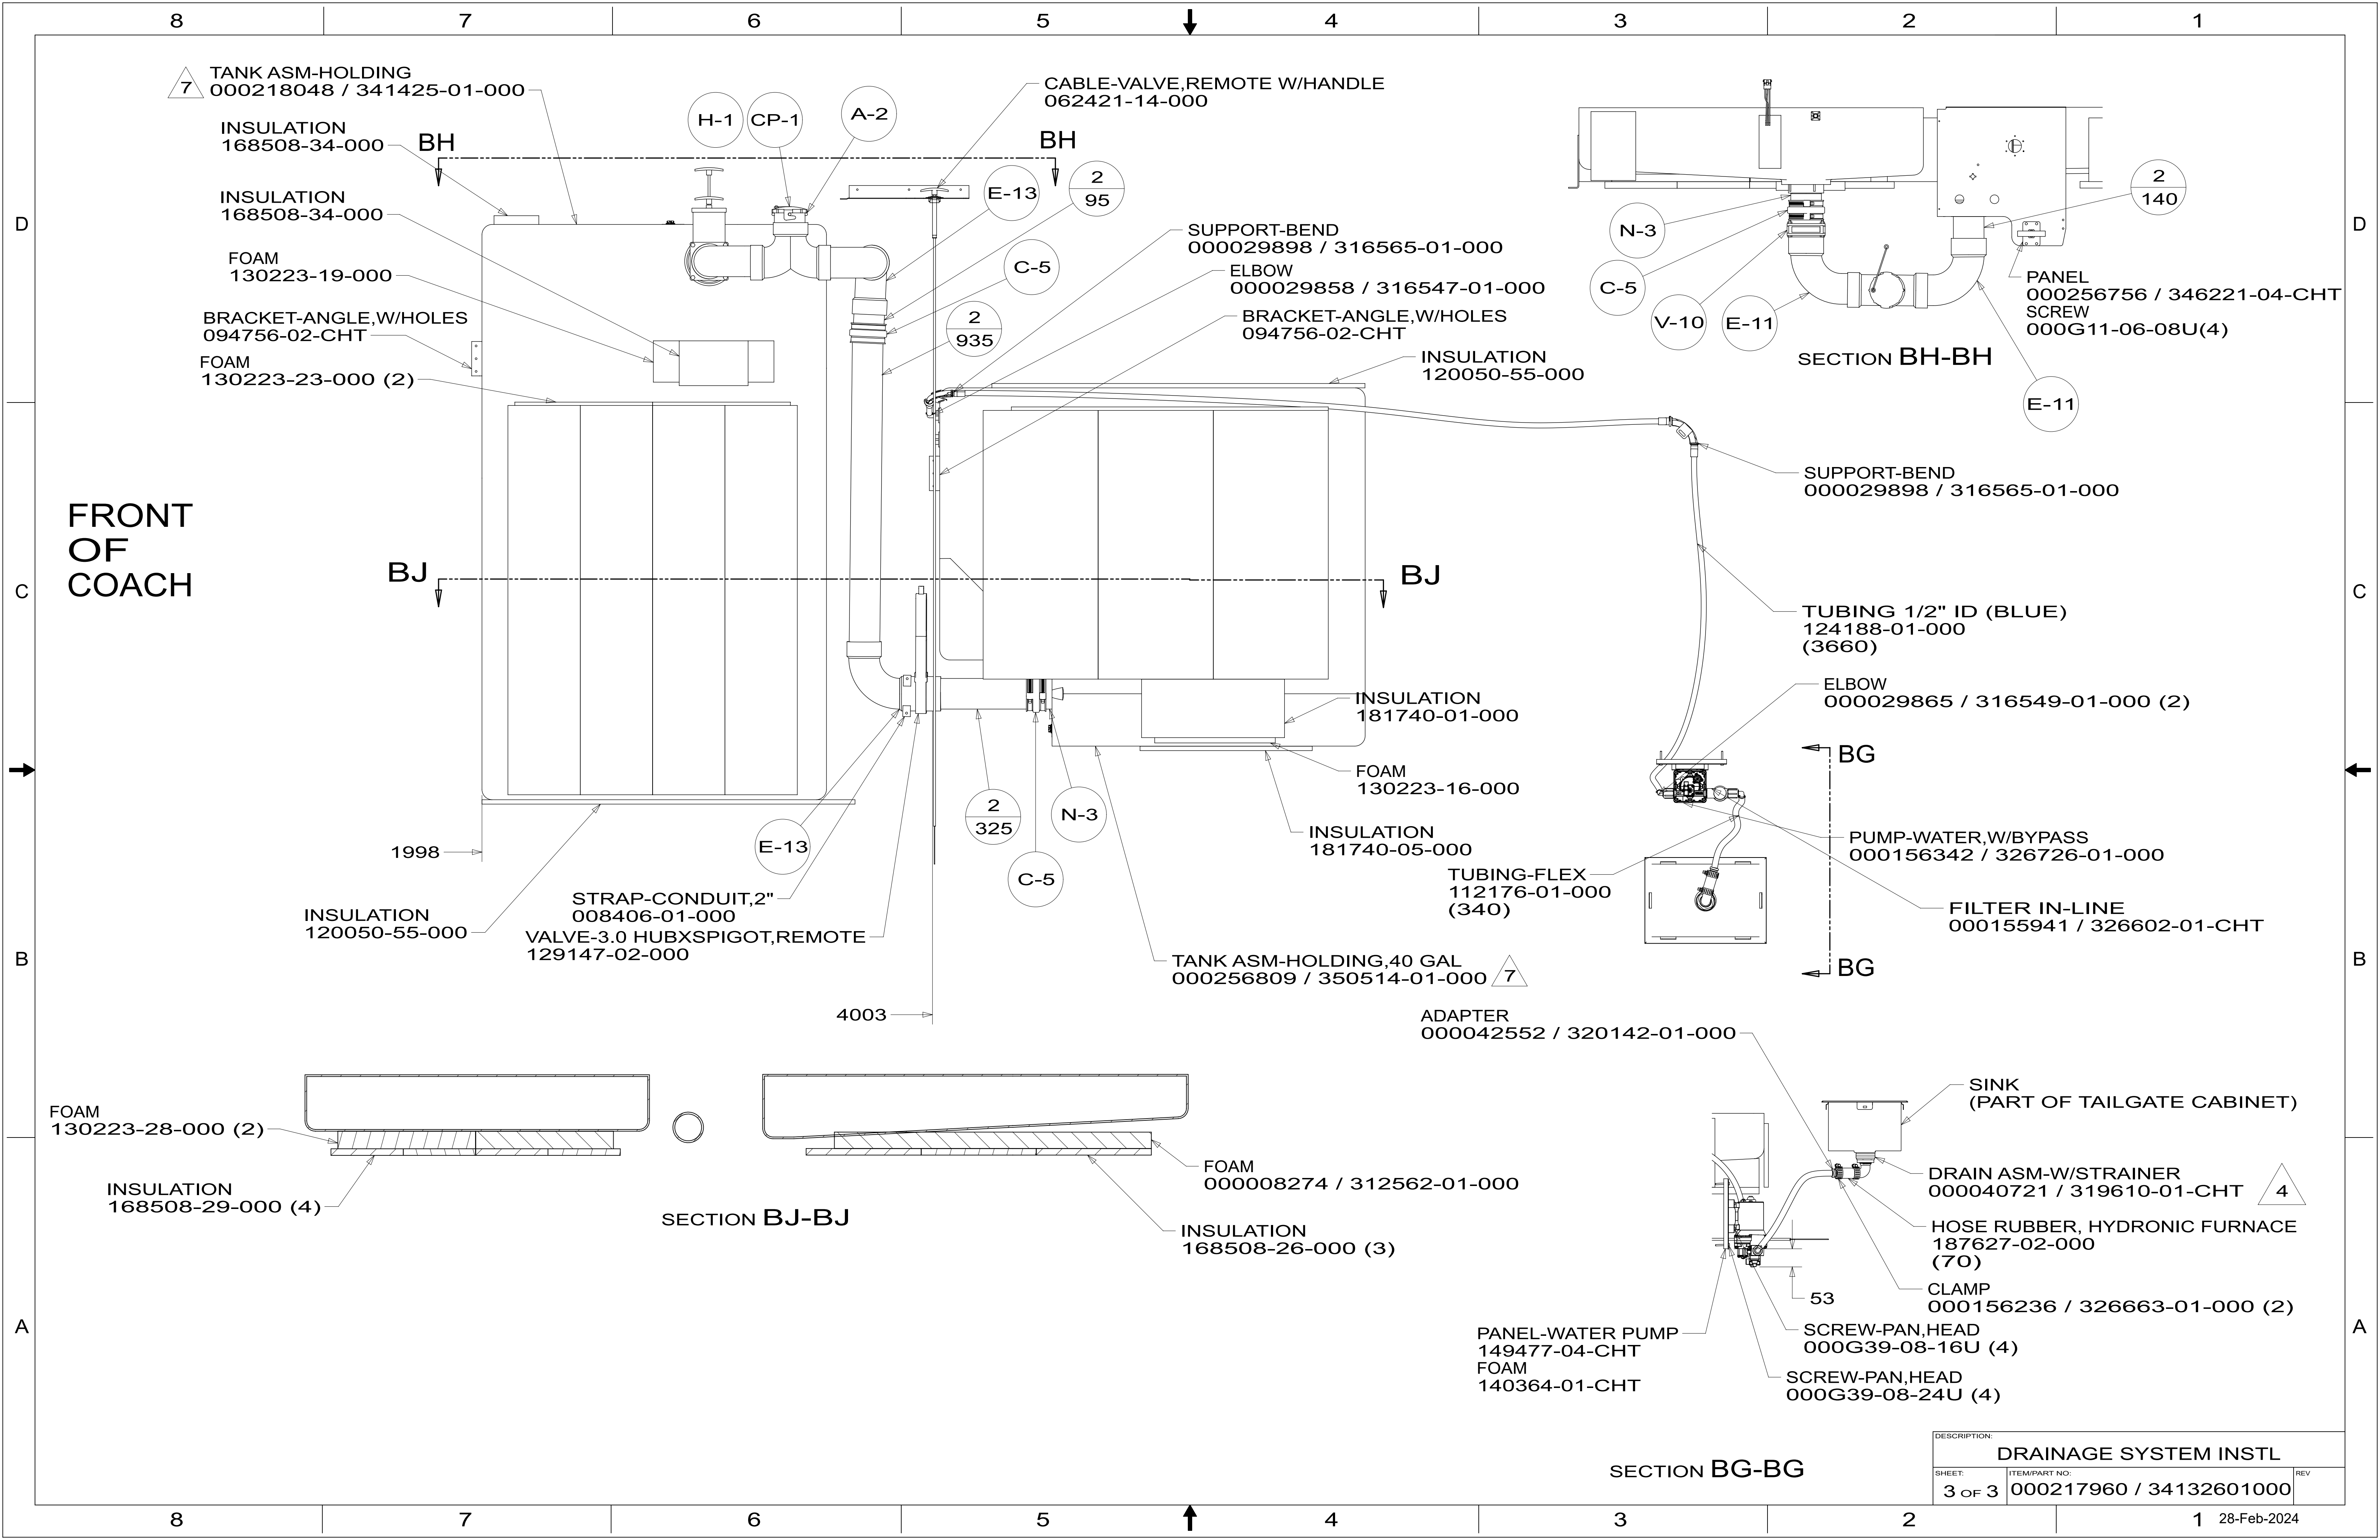 8 7 6 5 4 3 2 1
7
TANK ASM-HOLDING
000218048 / 341425-01-000
INSULATION
168508-34-000
BH
BH
INSULATION
168508-34-000
FOAM
130223-19-000
BRACKET-ANGLE,W/HOLES
094756-02-CHT
FOAM
130223-23-000 (2)
H-1
CP-1
A-2
CABLE-VALVE,REMOTE W/HANDLE
062421-14-000
E-13
2
95
C-5
2
935
SUPPORT-BEND
000029898 / 316565-01-000
ELBOW
000029858 / 316547-01-000
BRACKET-ANGLE,W/HOLES
094756-02-CHT
INSULATION
120050-55-000
N-3
C-5
V-10
E-11
2
140
PANEL
000256756 / 346221-04-CHT
SCREW
000G11-06-08U(4)
SECTION BH-BH
E-11
D
D
FRONT
OF
COACH
BJ
BJ
SUPPORT-BEND
000029898 / 316565-01-000
TUBING 1/2" ID (BLUE)
124188-01-000
(3660)
C
C
ELBOW
000029865 / 316549-01-000 (2)
INSULATION
181740-01-000
FOAM
130223-16-000
INSULATION
181740-05-000
BG
BG
PUMP-WATER,W/BYPASS
000156342 / 326726-01-000
TUBING-FLEX
112176-01-000
(340)
FILTER IN-LINE
000155941 / 326602-01-CHT
1998
E-13
2
325
N-3
C-5
INSULATION
120050-55-000
STRAP-CONDUIT,2"
008406-01-000
VALVE-3.0 HUBXSPIGOT,REMOTE
129147-02-000
TANK ASM-HOLDING,40 GAL
000256809 / 350514-01-000
7
4003
B
B
ADAPTER
000042552 / 320142-01-000
FOAM
130223-28-000 (2)
INSULATION
168508-29-000 (4)
SECTION BJ-BJ
FOAM
000008274 / 312562-01-000
INSULATION
168508-26-000 (3)
SINK
(PART OF TAILGATE CABINET)
DRAIN ASM-W/STRAINER
000040721 / 319610-01-CHT
4
HOSE RUBBER, HYDRONIC FURNACE
187627-02-000
(70)
CLAMP
000156236 / 326663-01-000 (2)
53
SCREW-PAN,HEAD
000G39-08-16U (4)
PANEL-WATER PUMP
149477-04-CHT
FOAM
140364-01-CHT
SCREW-PAN,HEAD
000G39-08-24U (4)
A
A
SECTION BG-BG
DESCRIPTION:
DRAINAGE SYSTEM INSTL
SHEET:
3 OF 3
ITEM/PART NO:
000217960 / 34132601000
REV
8 7 6 5 4 3 2 1
28-Feb-2024